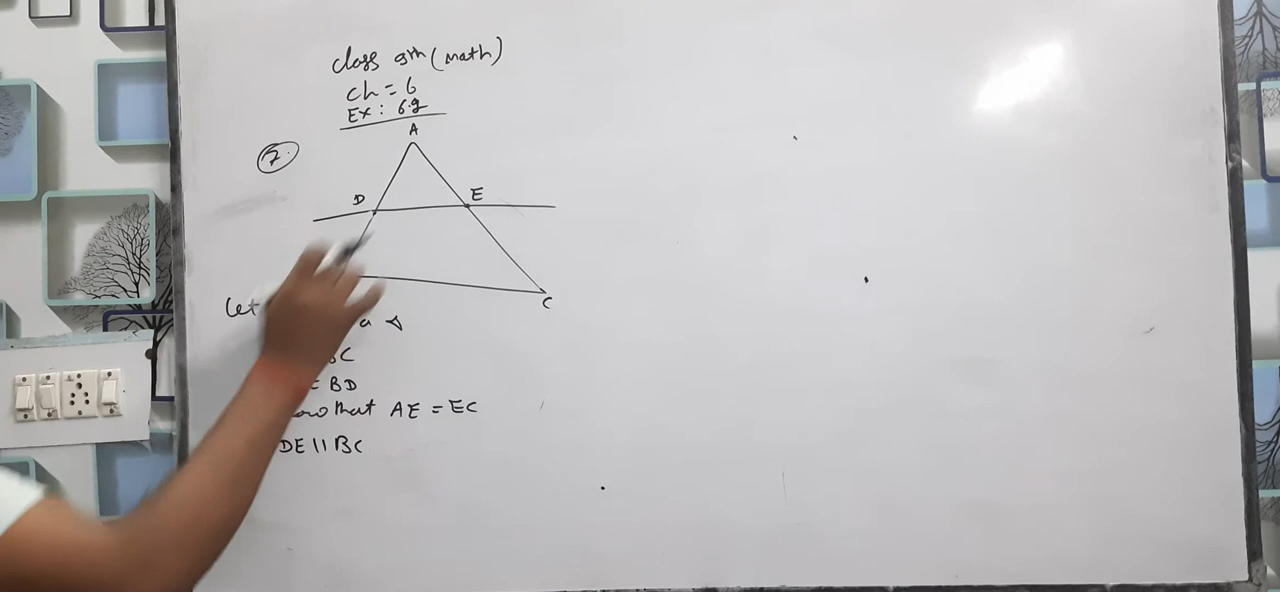 class 9th (math)
ch = 6
Ex: 6.2
A
7.
D E
C
let a
BC
= BD
that AE = EC
DE || BC